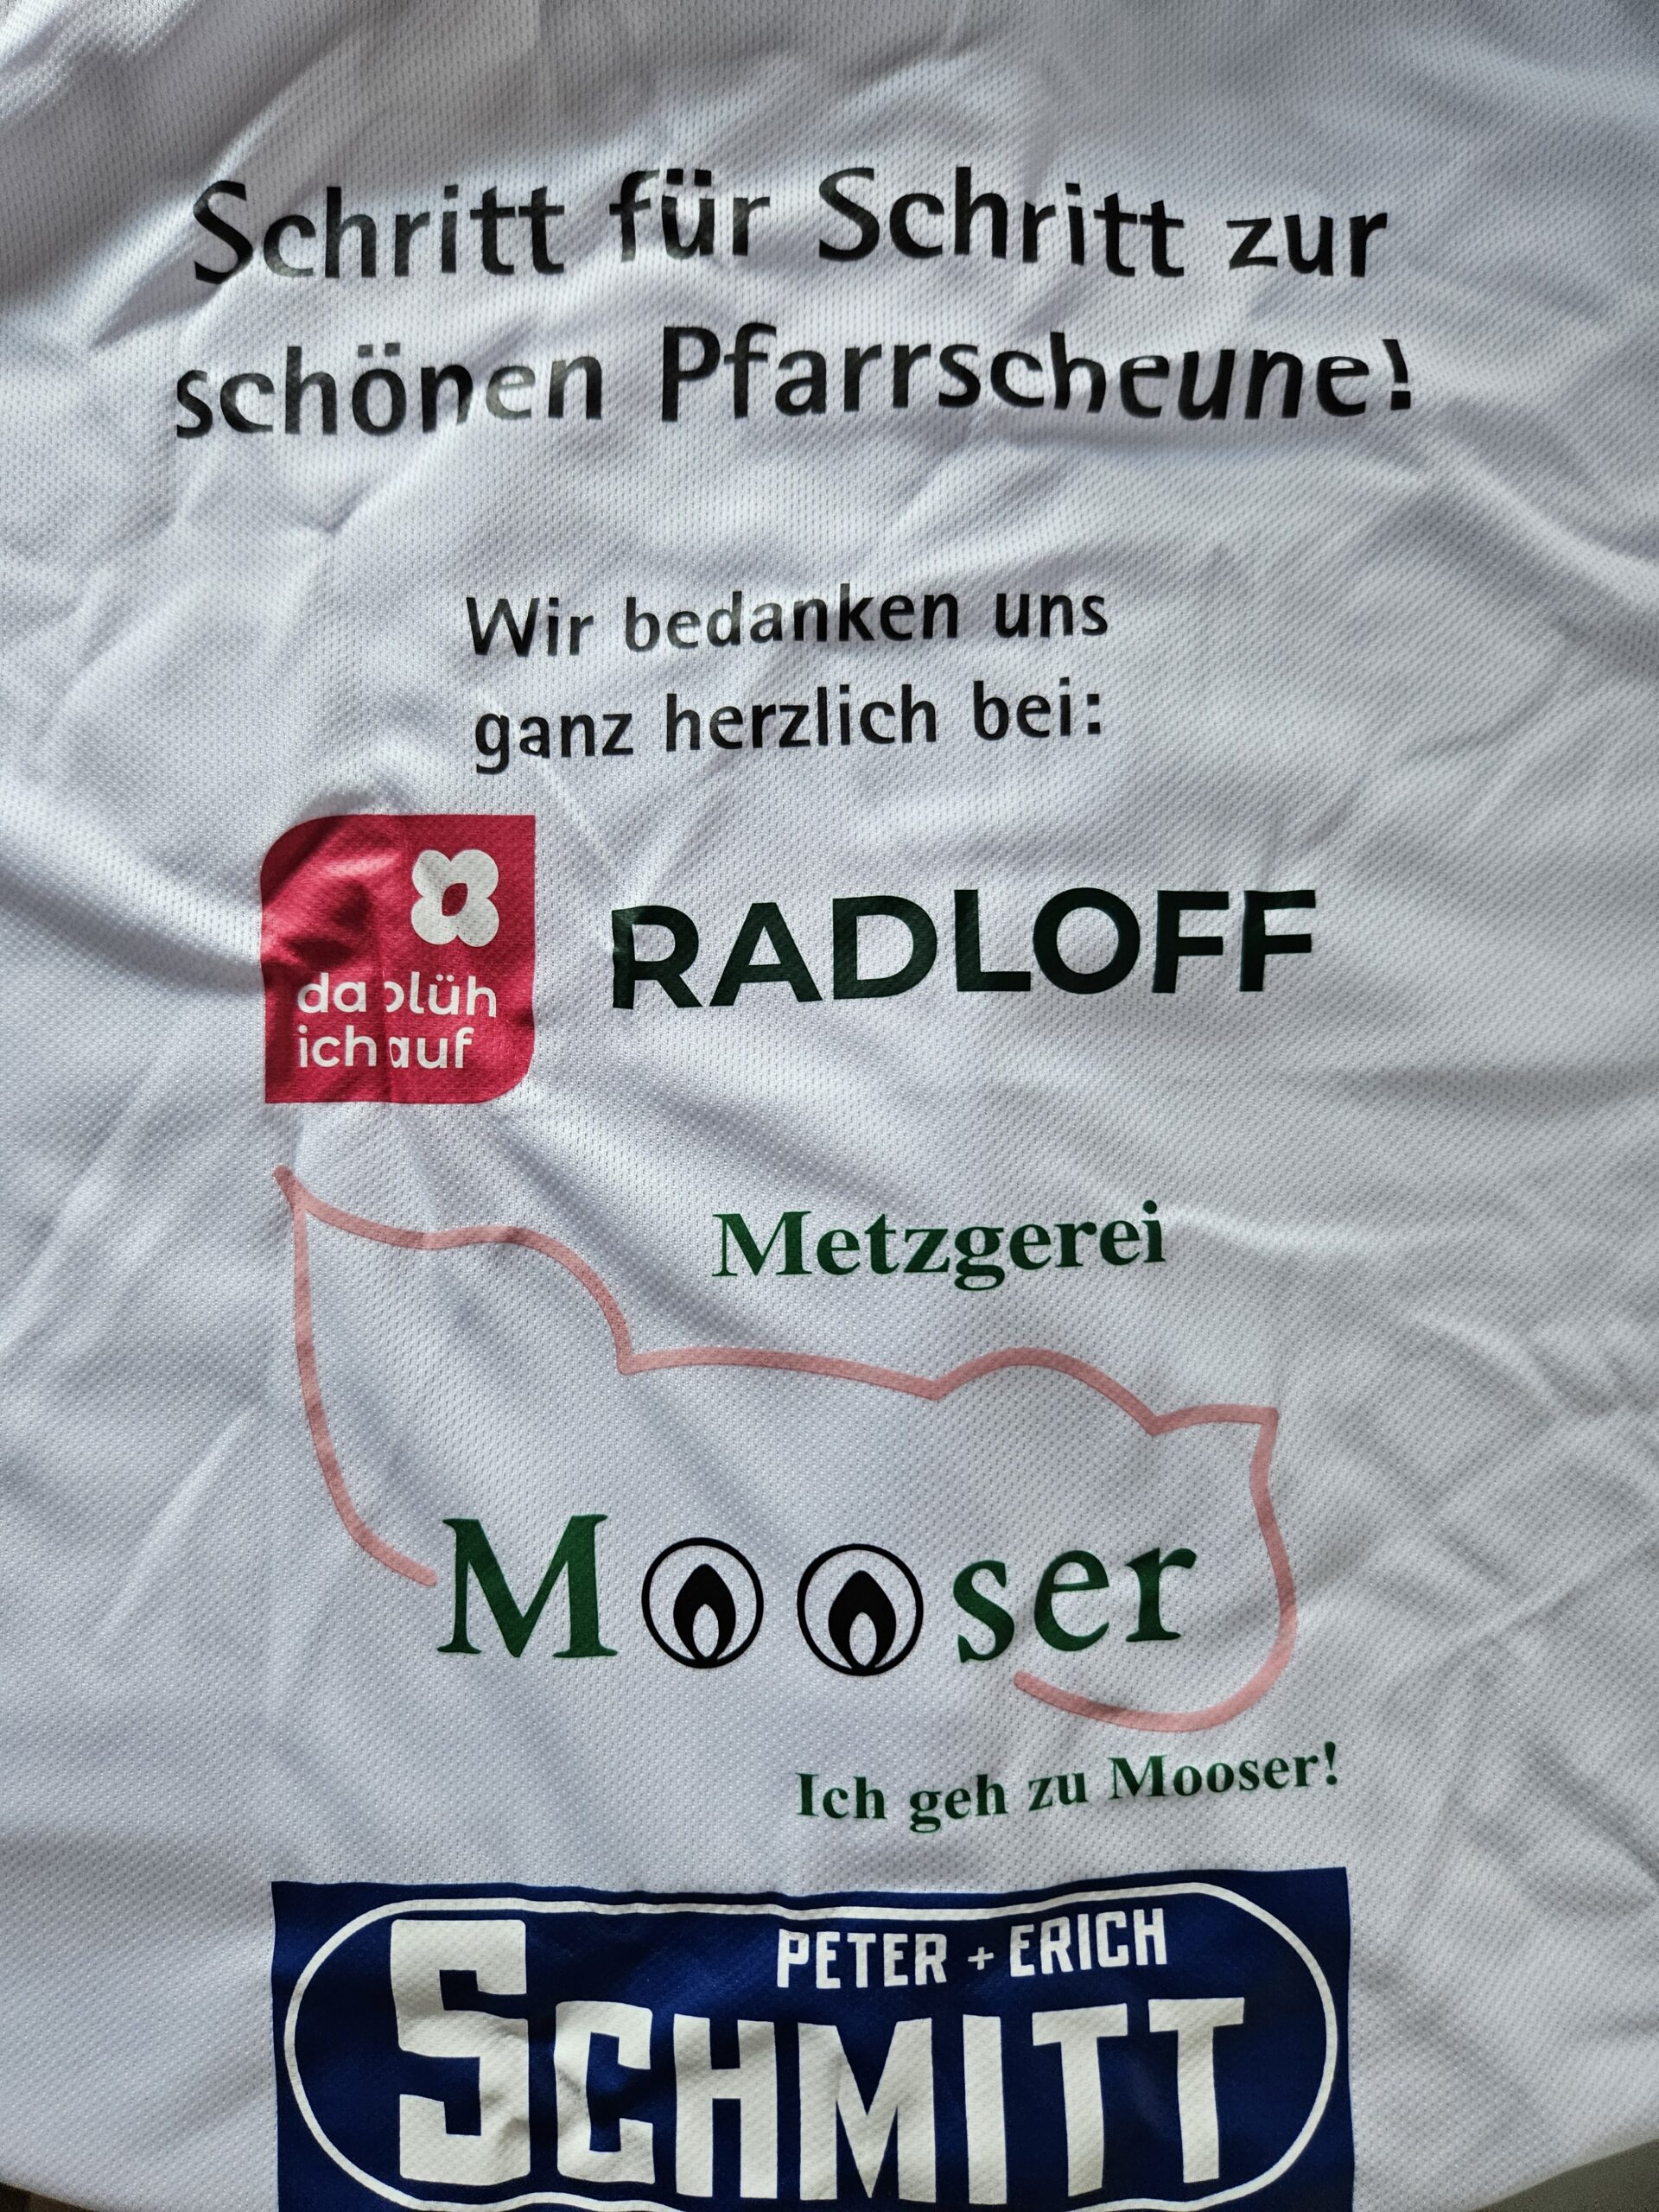 Schritt für Schritt zur
schönen Pfarrscheune!
Wir bedanken uns
ganz herzlich bei:
da blüh
ich auf
RADLOFF
Metzgerei
Mooser
Ich geh zu Mooser!
PETER + ERICH
SCHMITT